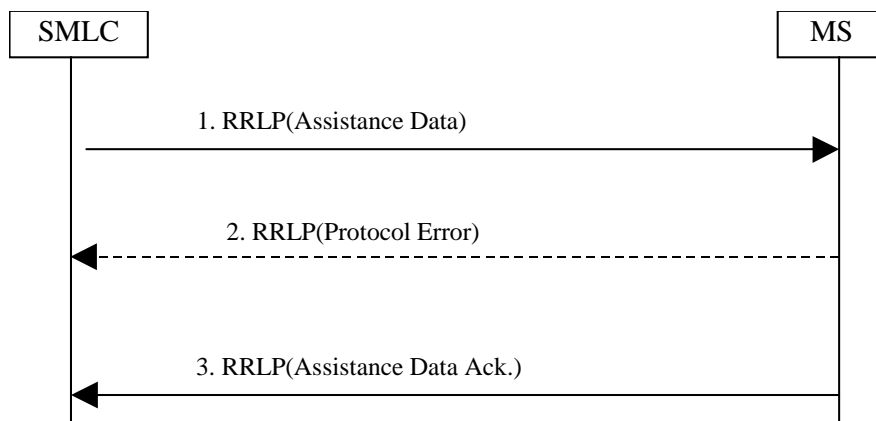 SMLC
MS
1. RRLP(Assistance Data)
2. RRLP(Protocol Error)
3. RRLP(Assistance Data Ack.)